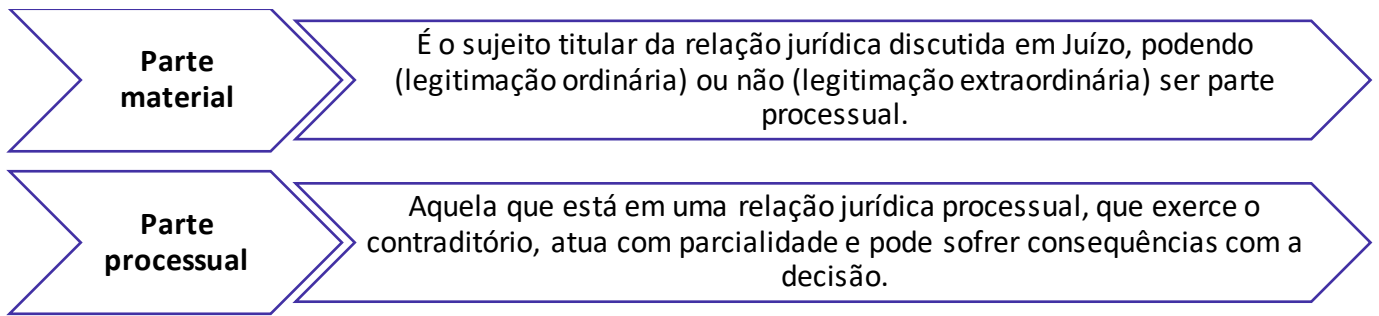 Parte
material
É o sujeito titular da relação jurídica discutida em Juízo, podendo
(legitimação ordinária) ou não (legitimação extraordinária) ser parte
processual.
Parte
processual
Aquela que está em uma relação jurídica processual, que exerce o
contraditório, atua com parcialidade e pode sofrer consequências com a
decisão.